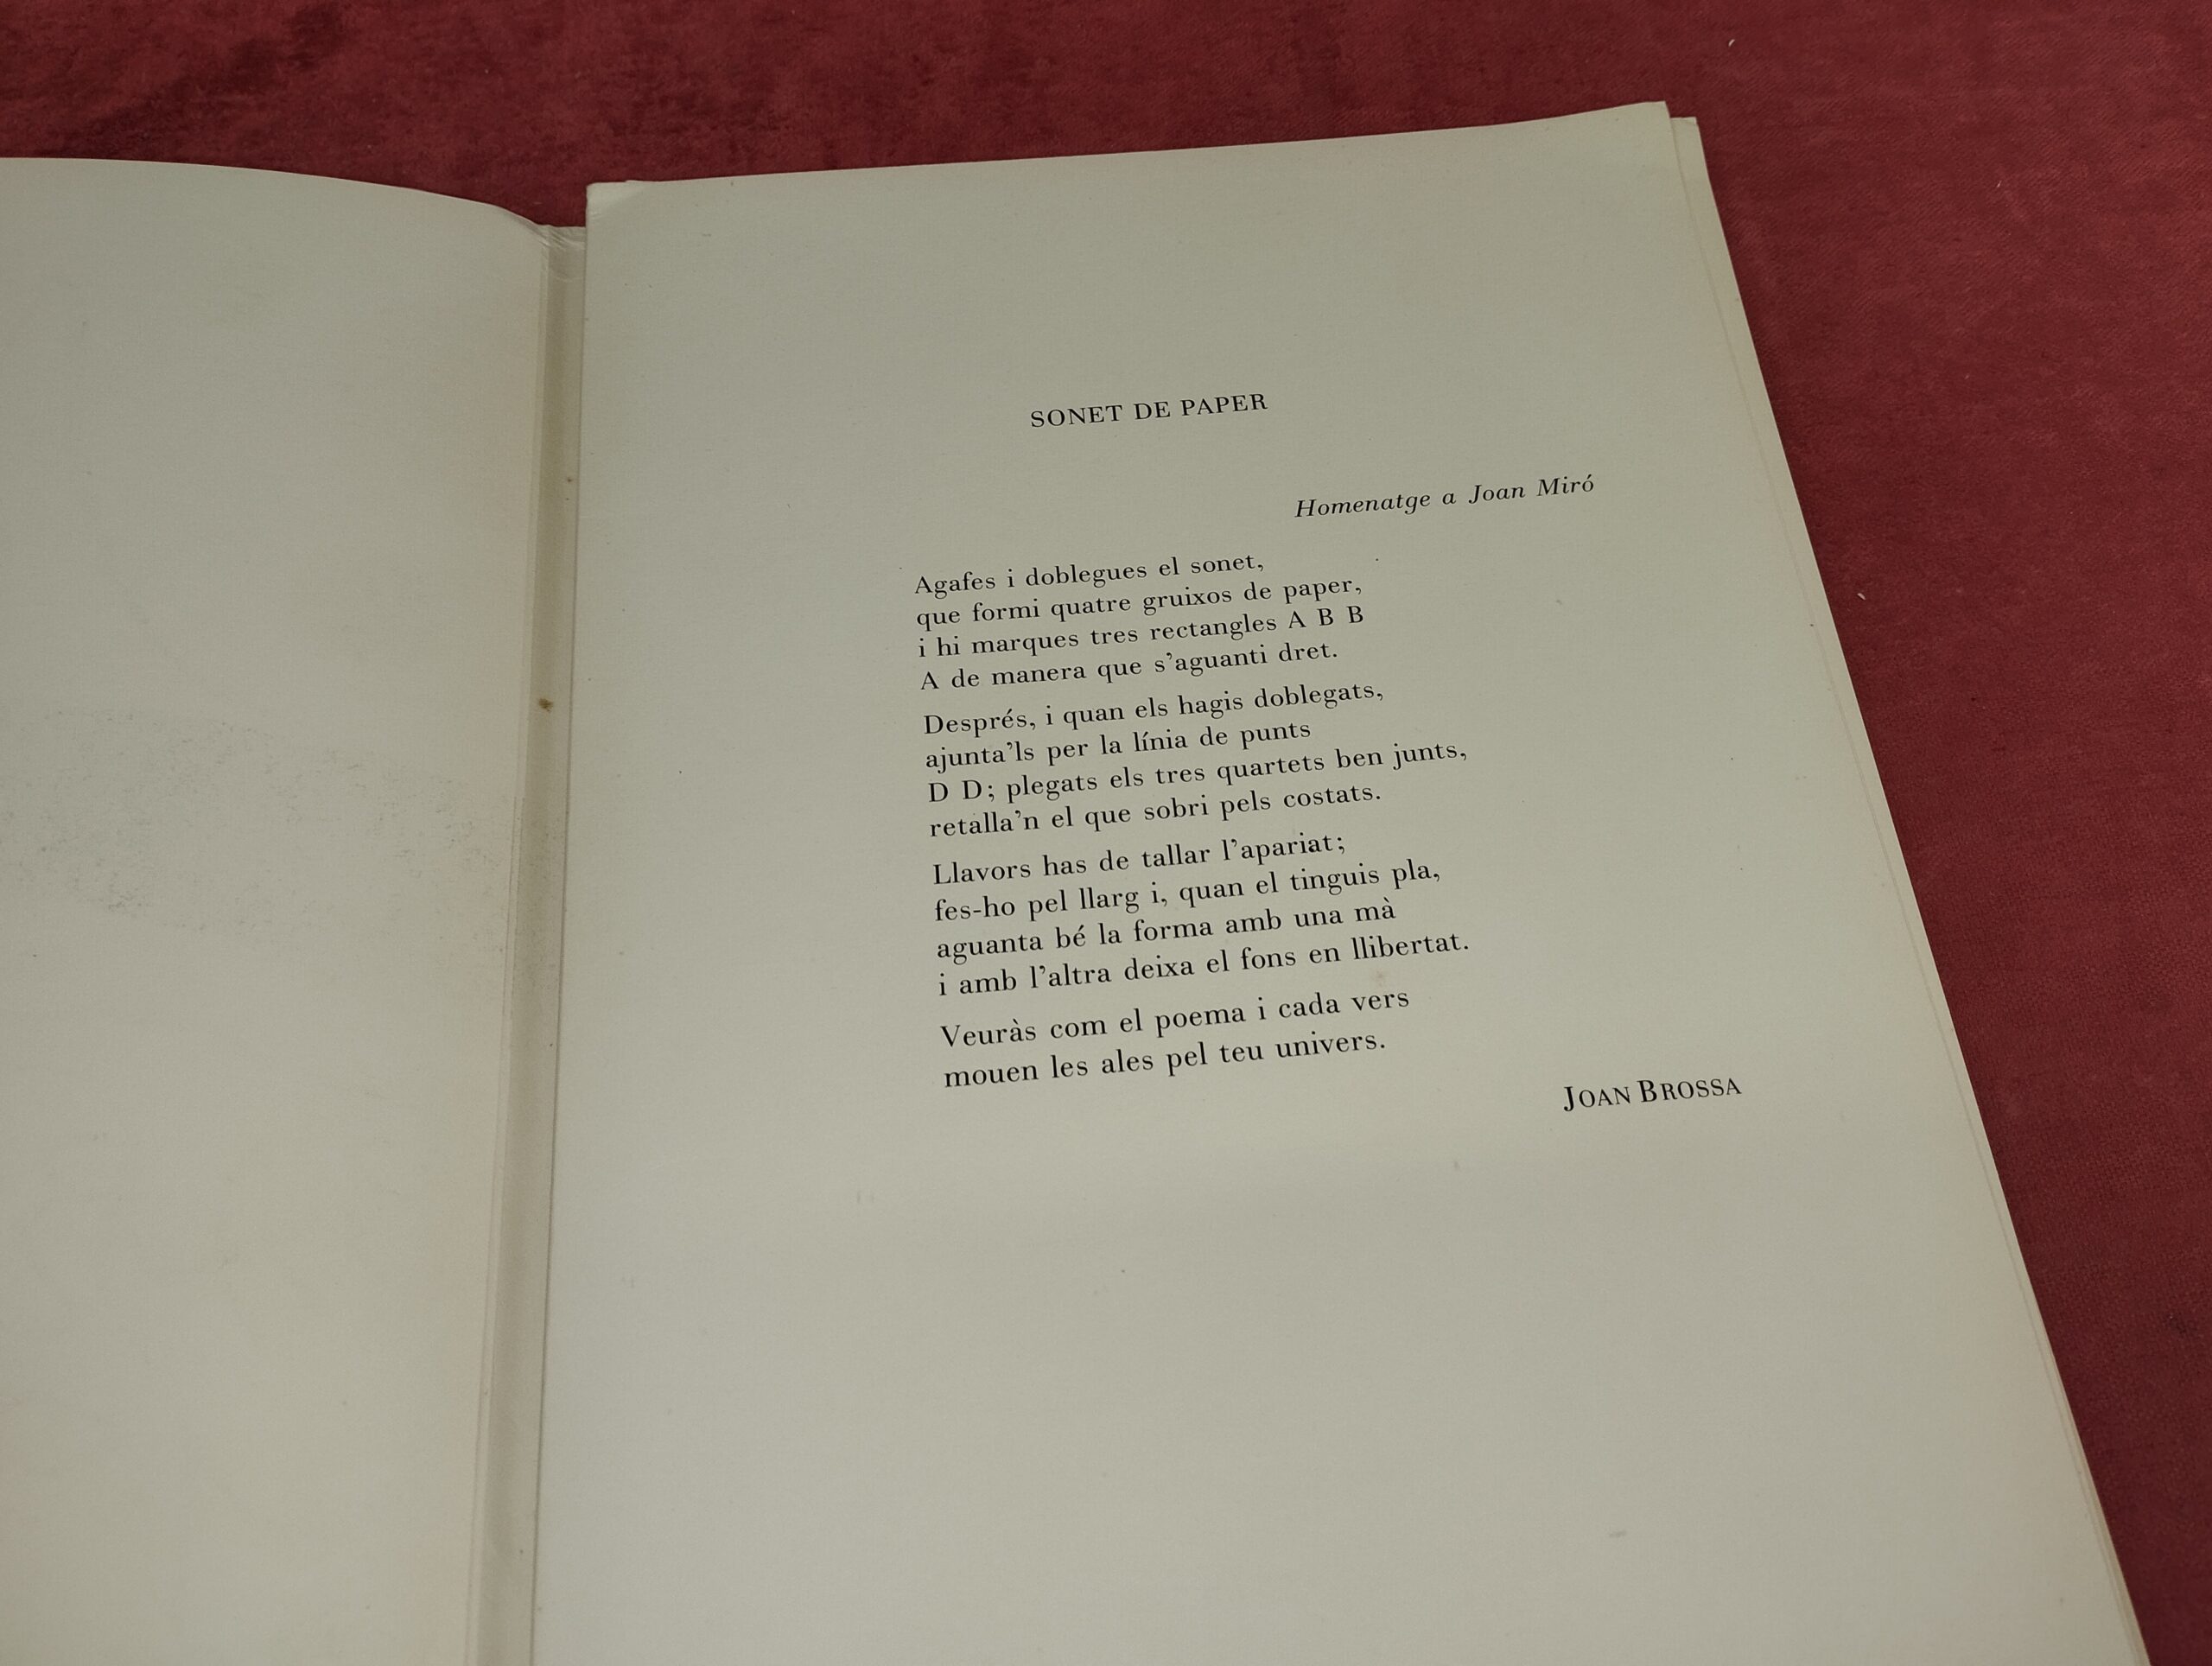 SONET DE PAPER
Homenatge a Joan Miró
Agafes i doblegues el sonet,
que formi quatre gruixos de paper,
i hi marques tres rectangles A B B
A de manera que s’aguanti dret.
Després, i quan els hagis doblegats,
ajunta’ls per la línia de punts
D D; plegats els tres quartets ben junts,
retalla’n el que sobri pels costats.
Llavors has de tallar l’apariat;
fes-ho pel llarg i, quan el tinguis pla,
aguanta bé la forma amb una mà
i amb l’altra deixa el fons en llibertat.
Veuràs com el poema i cada vers
mouen les ales pel teu univers.
JOAN BROSSA